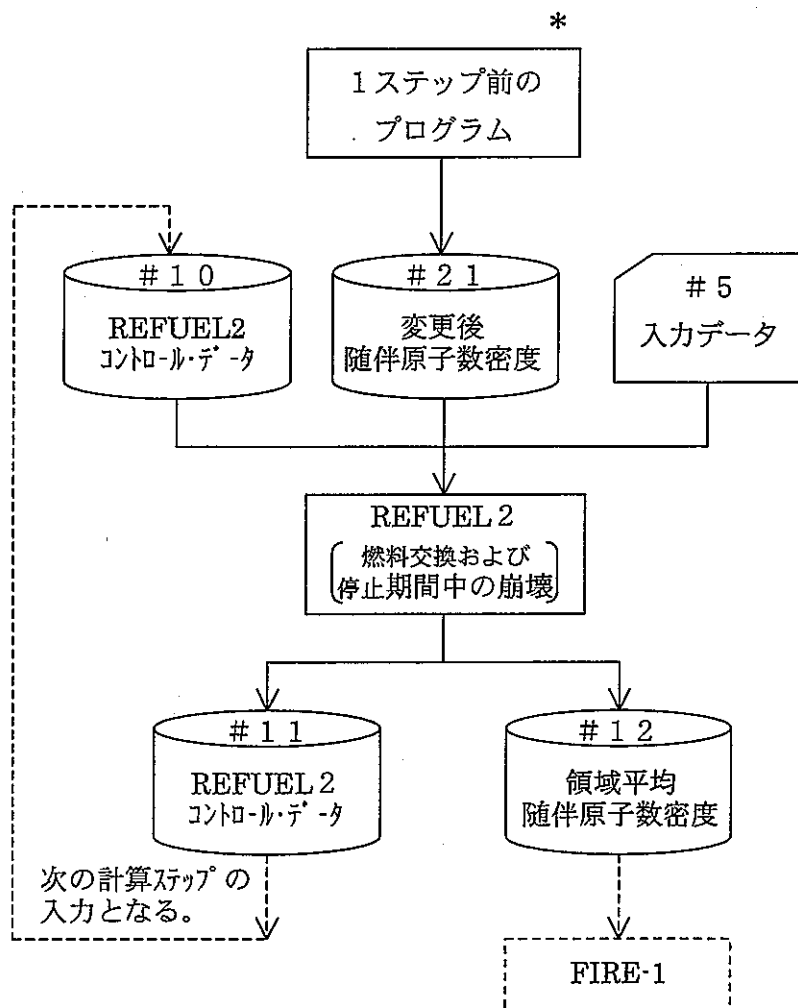 *
１ステップ前の
プログラム
＃１０
REFUEL2
ｺﾝﾄﾛｰﾙ･ﾃﾞｰﾀ
＃２１
変更後
随伴原子数密度
＃５
入力データ
REFUEL２
燃料交換および
停止期間中の崩壊
＃１１
REFUEL２
ｺﾝﾄﾛｰﾙ･ﾃﾞｰﾀ
＃１２
領域平均
随伴原子数密度
次の計算ｽﾃｯﾌﾟの
入力となる。
FIRE-1